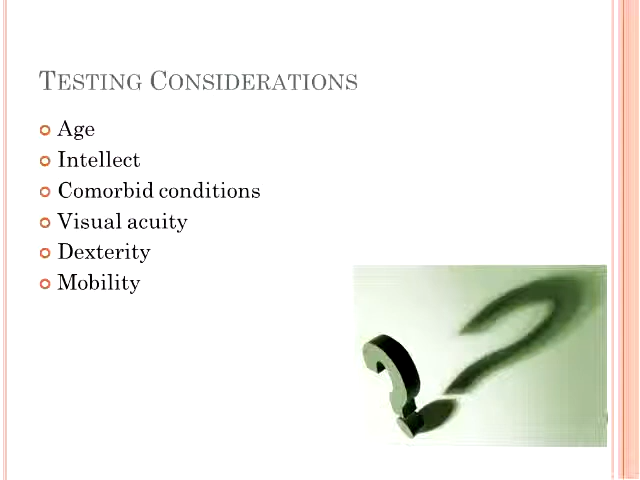 Testing Considerations
Age
Intellect
Comorbid conditions
Visual acuity
Dexterity
Mobility